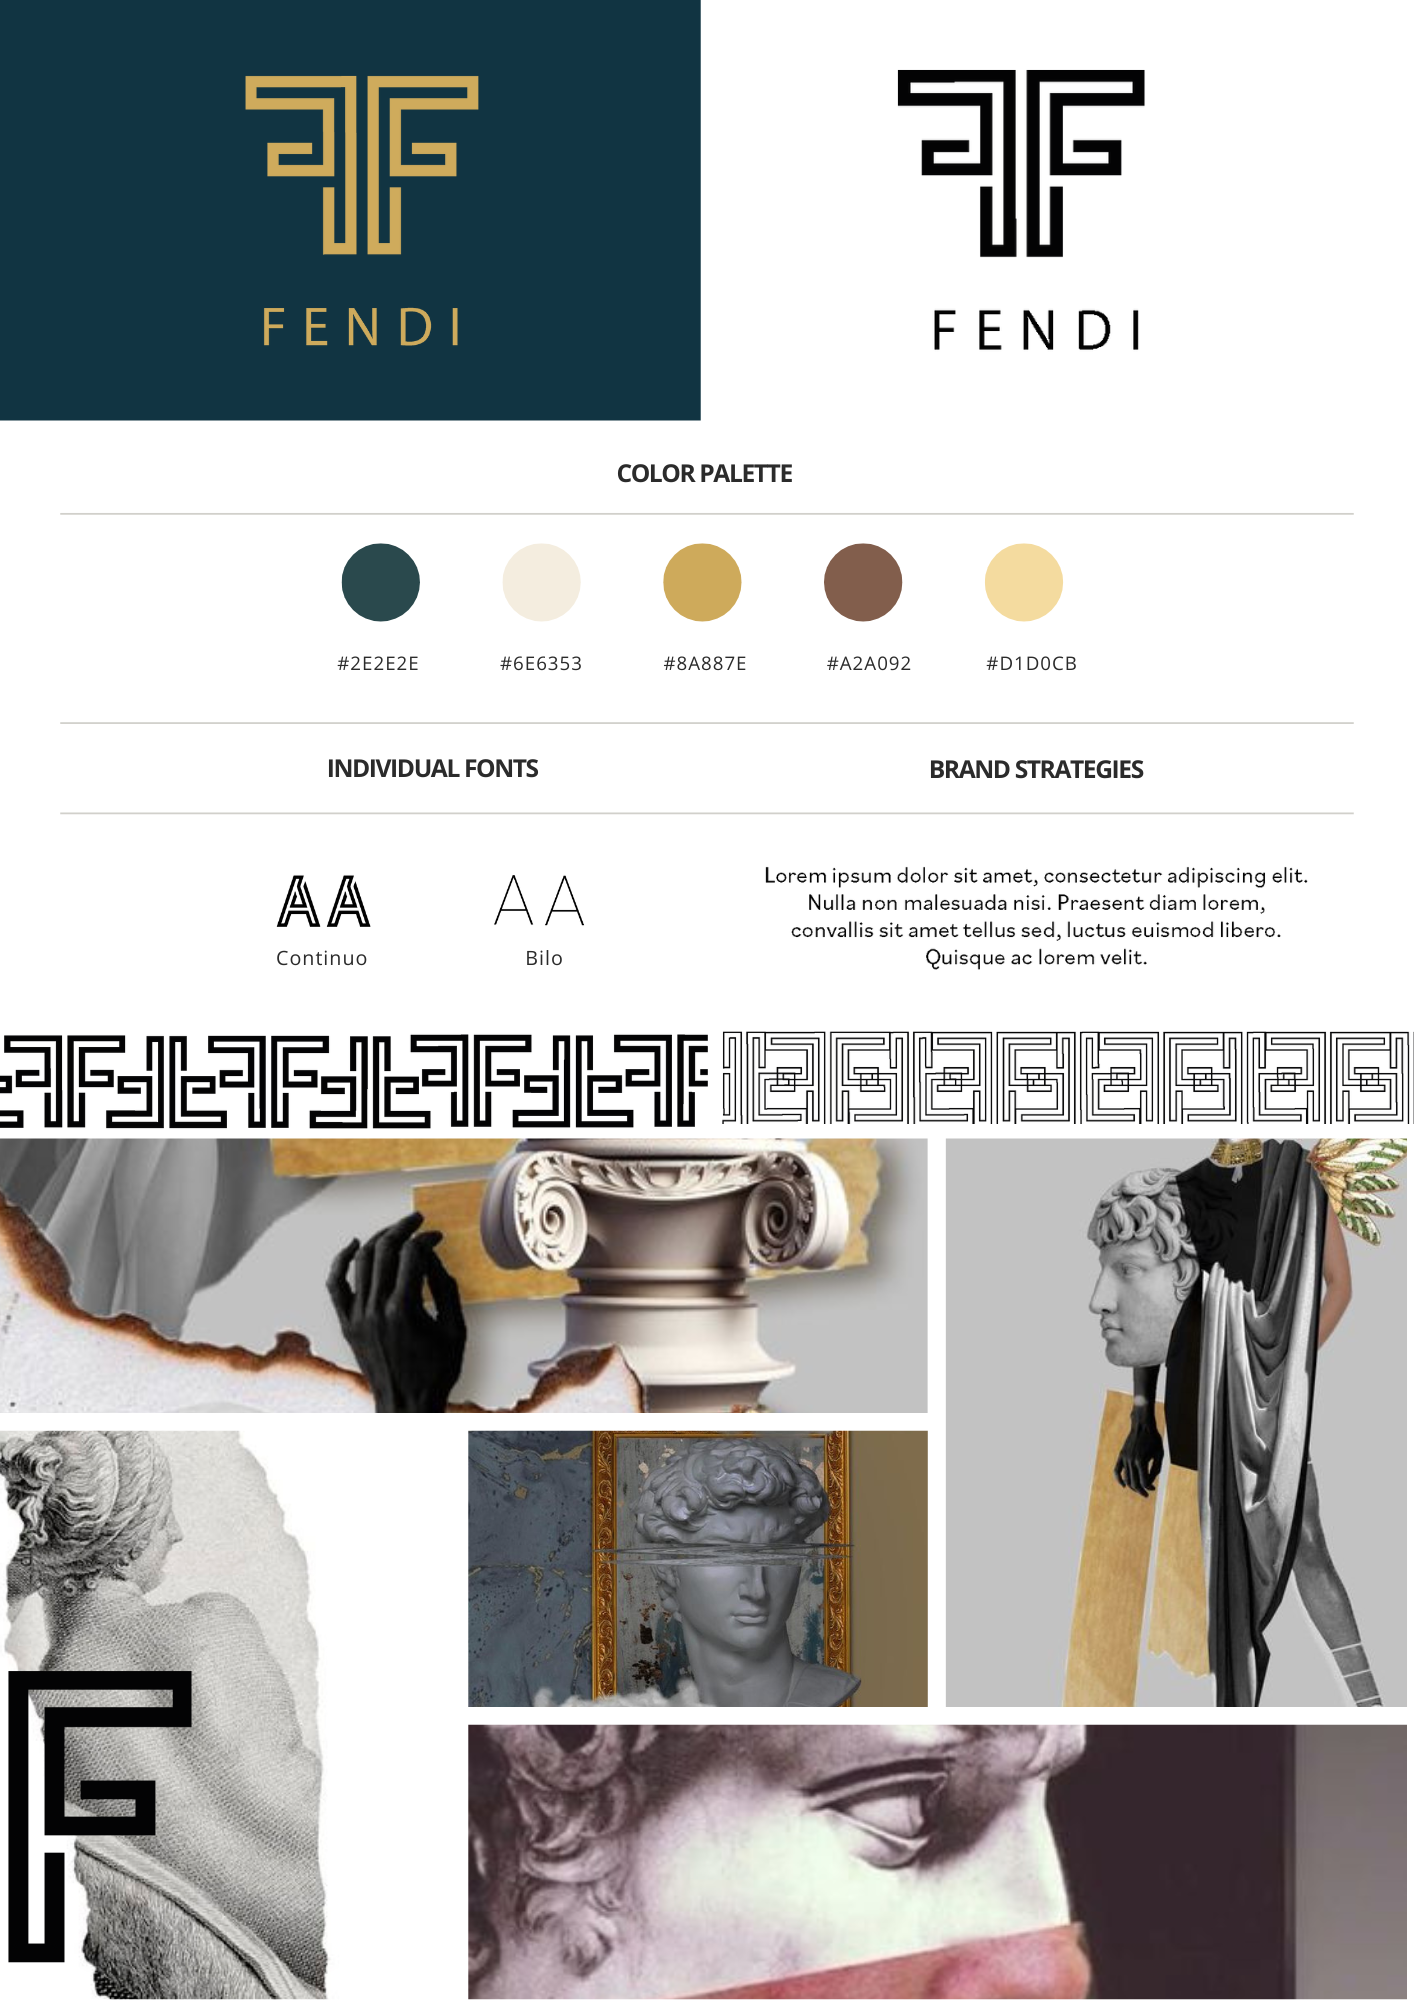 FENDI
FENDI
COLOR PALETTE
#2E2E2E #6E6353 #8A887E #A2A092 #D1D0CB
INDIVIDUAL FONTS
BRAND STRATEGIES
AA
Continuo
AA
Bilo
Lorem ipsum dolor sit amet, consectetur adipiscing elit.
Nulla non malesuada nisi. Praesent diam lorem,
convallis sit amet tellus sed, luctus euismod libero.
Quisque ac lorem velit.